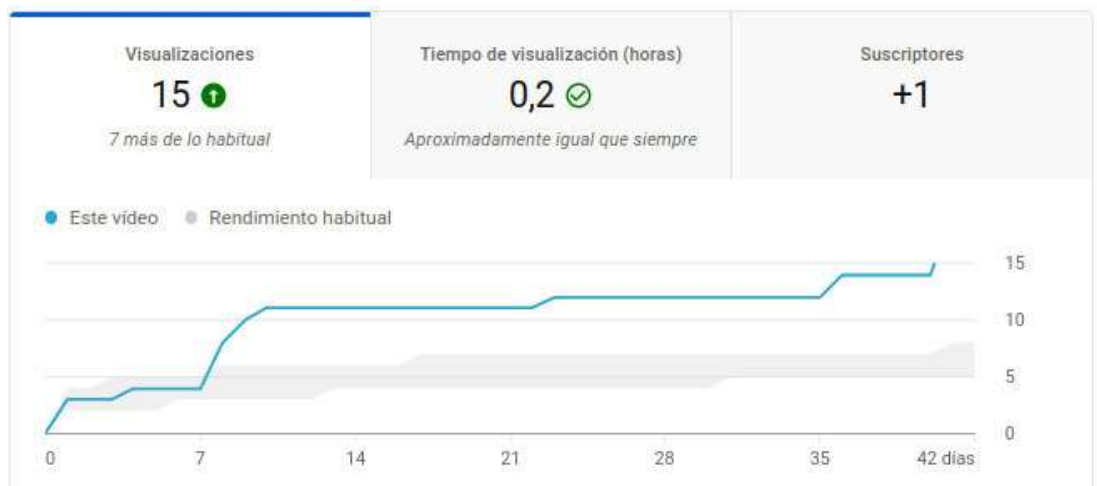 Visualizaciones
15
7 más de lo habitual
Tiempo de visualización (horas)
0,2
Aproximadamente igual que siempre
Suscriptores
+1
Este vídeo
Rendimiento habitual
15
10
5
0
0 7 14 21 28 35 42 días